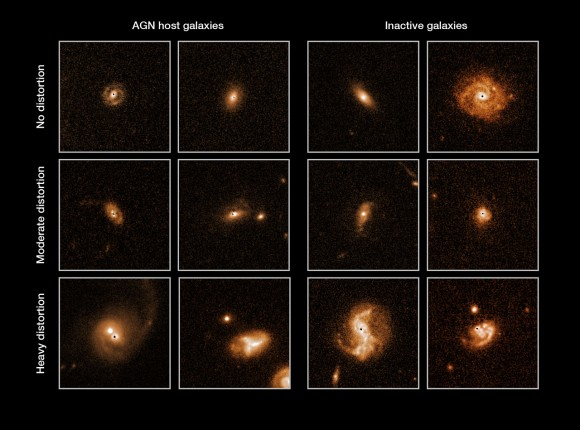 AGN host galaxies
Inactive galaxies
No distortion
Moderate distortion
Heavy distortion